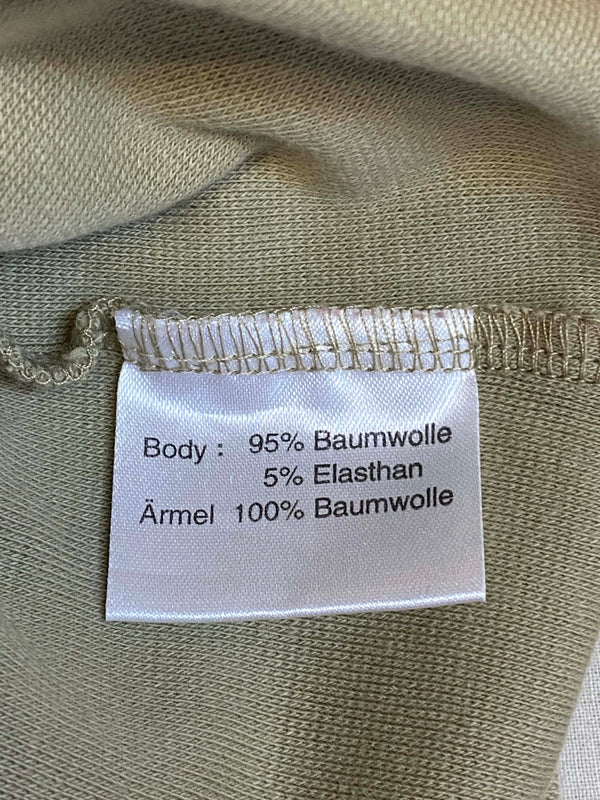 Body : 95% Baumwolle
5% Elasthan
Ärmel 100% Baumwolle